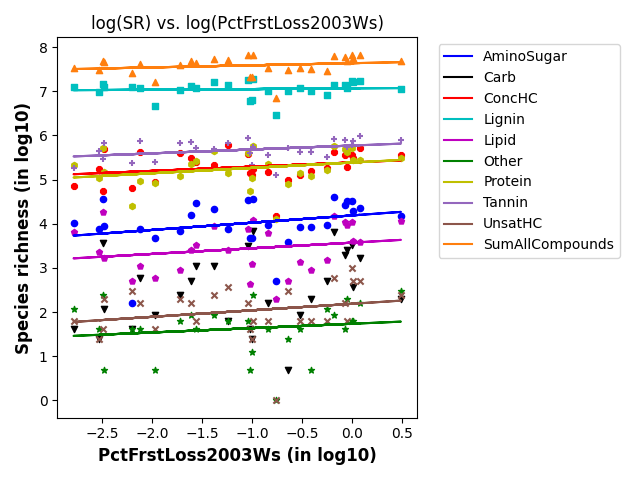 log(SR) vs. log(PctFrstLoss2003Ws)
Species richness (in log10)
8
7
6
5
4
3
2
1
0
−2.5 −2.0 −1.5 −1.0 −0.5 0.0 0.5
PctFrstLoss2003Ws (in log10)
AminoSugar
Carb
ConcHC
Lignin
Lipid
Other
Protein
Tannin
UnsatHC
SumAllCompounds